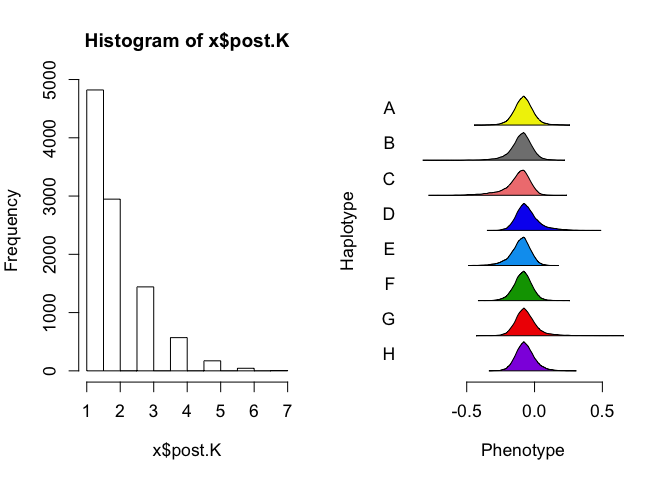 Histogram of x$post.K
Frequency
5000
4000
3000
2000
1000
0
1 2 3 4 5 6 7
x$post.K
Haplotype
A
B
C
D
E
F
G
H
-0.5 0.0 0.5
Phenotype